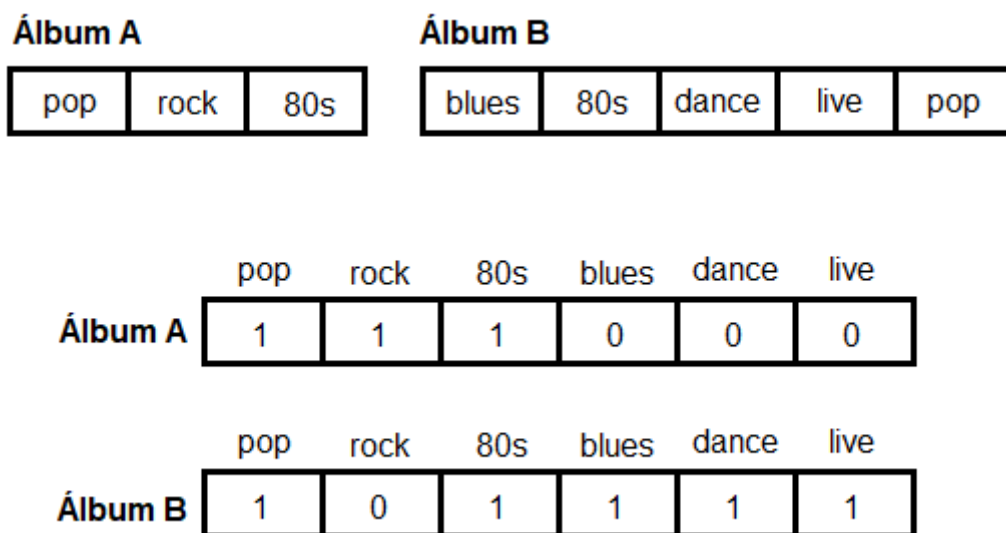 Álbum A Álbum B
pop rock 80s blues 80s dance live pop
pop rock 80s blues dance live
Álbum A 1 1 1 0 0 0
pop rock 80s blues dance live
Álbum B 1 0 1 1 1 1